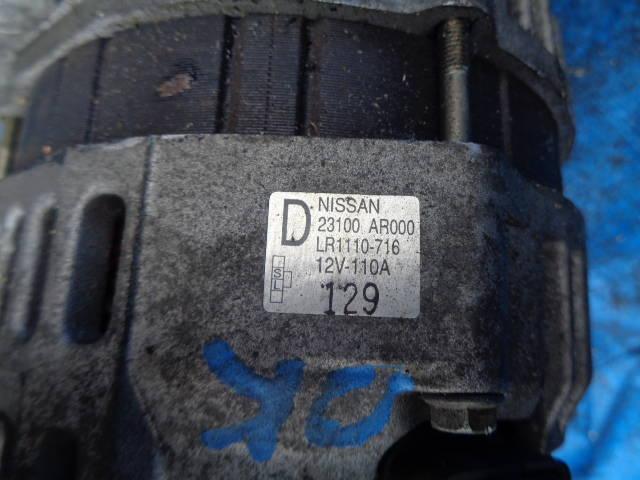 D
NISSAN
23100 AR000
LR1110-716
12V-110A
S
L
129